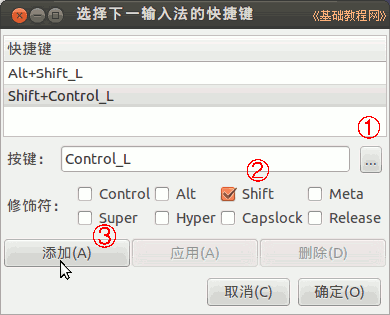 选择下一输入法的快捷键
《基础教程网》
快捷键
Alt+Shift_L
Shift+Control_L
①
按键： Control_L ...
②
修饰符： Control Alt Shift Meta
Super Hyper Capslock Release
③
添加(A) 应用(A) 删除(D)
取消(C) 确定(O)